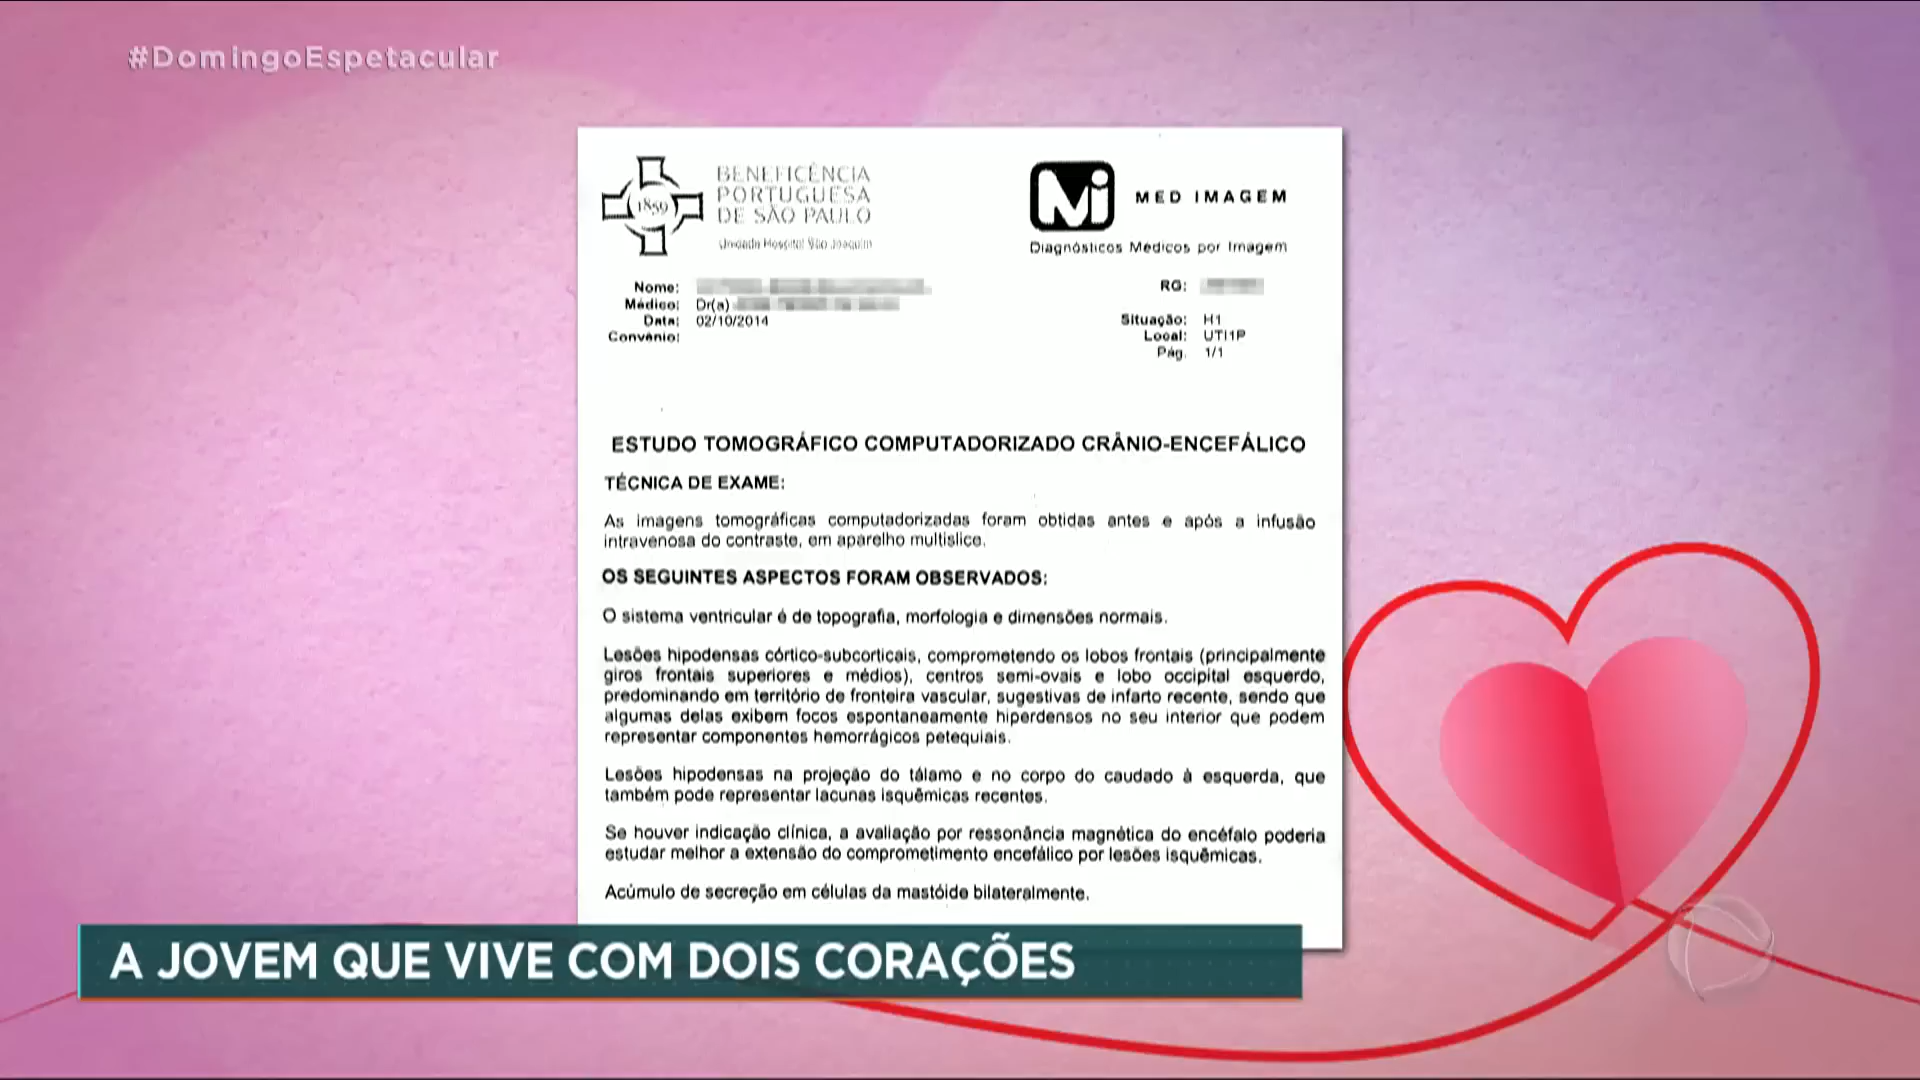 #DomingoEspetacular
BENEFICÊNCIA
PORTUGUESA
DE SÃO PAULO
1859
Unidade Hospital São Joaquim
Mi
MED IMAGEM
Diagnósticos Médicos por Imagem
Nome:
RG:
Médico: Dr(a)
Data: 02/10/2014
Convênio:
Situação: H1
Local: UTI1P
Pág. 1/1
ESTUDO TOMOGRÁFICO COMPUTADORIZADO CRÂNIO-ENCEFÁLICO
TÉCNICA DE EXAME:
As imagens tomográficas computadorizadas foram obtidas antes e após a infusão
intravenosa do contraste, em aparelho multislice.
OS SEGUINTES ASPECTOS FORAM OBSERVADOS:
O sistema ventricular é de topografia, morfologia e dimensões normais.
Lesões hipodensas córtico-subcorticais, comprometendo os lobos frontais (principalmente
giros frontais superiores e médios), centros semi-ovais e lobo occipital esquerdo,
predominando em território de fronteira vascular, sugestivas de infarto recente, sendo que
algumas delas exibem focos espontaneamente hiperdensos no seu interior que podem
representar componentes hemorrágicos petequiais.
Lesões hipodensas na projeção do tálamo e no corpo do caudado à esquerda, que
também pode representar lacunas isquêmicas recentes.
Se houver indicação clínica, a avaliação por ressonância magnética do encéfalo poderia
estudar melhor a extensão do comprometimento encefálico por lesões isquêmicas.
Acúmulo de secreção em células da mastóide bilateralmente.
A JOVEM QUE VIVE COM DOIS CORAÇÕES